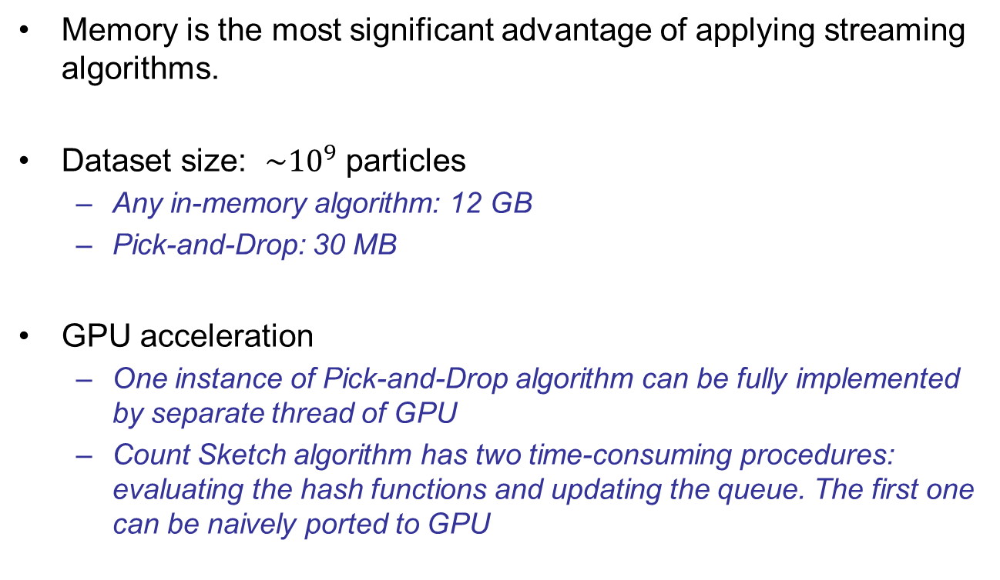 • Memory is the most significant advantage of applying streaming
algorithms.
• Dataset size: ~10⁹ particles
– Any in-memory algorithm: 12 GB
– Pick-and-Drop: 30 MB
• GPU acceleration
– One instance of Pick-and-Drop algorithm can be fully implemented
by separate thread of GPU
– Count Sketch algorithm has two time-consuming procedures:
evaluating the hash functions and updating the queue. The first one
can be naively ported to GPU